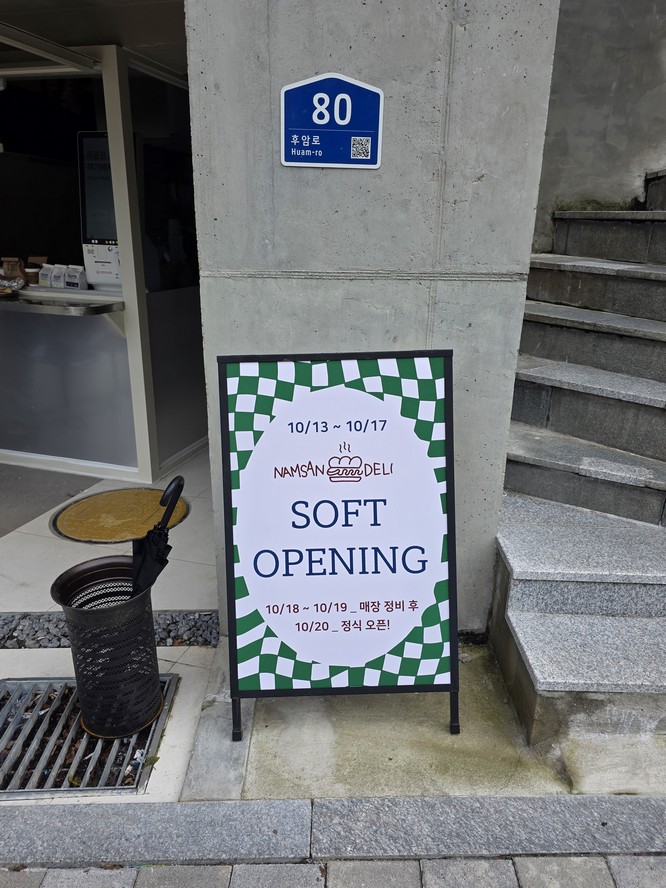 80
후암로
Huam-ro
10/13 ~ 10/17
NAMSAN DELI
SOFT
OPENING
10/18 ~ 10/19 _ 매장 정비 후
10/20 _ 정식 오픈!